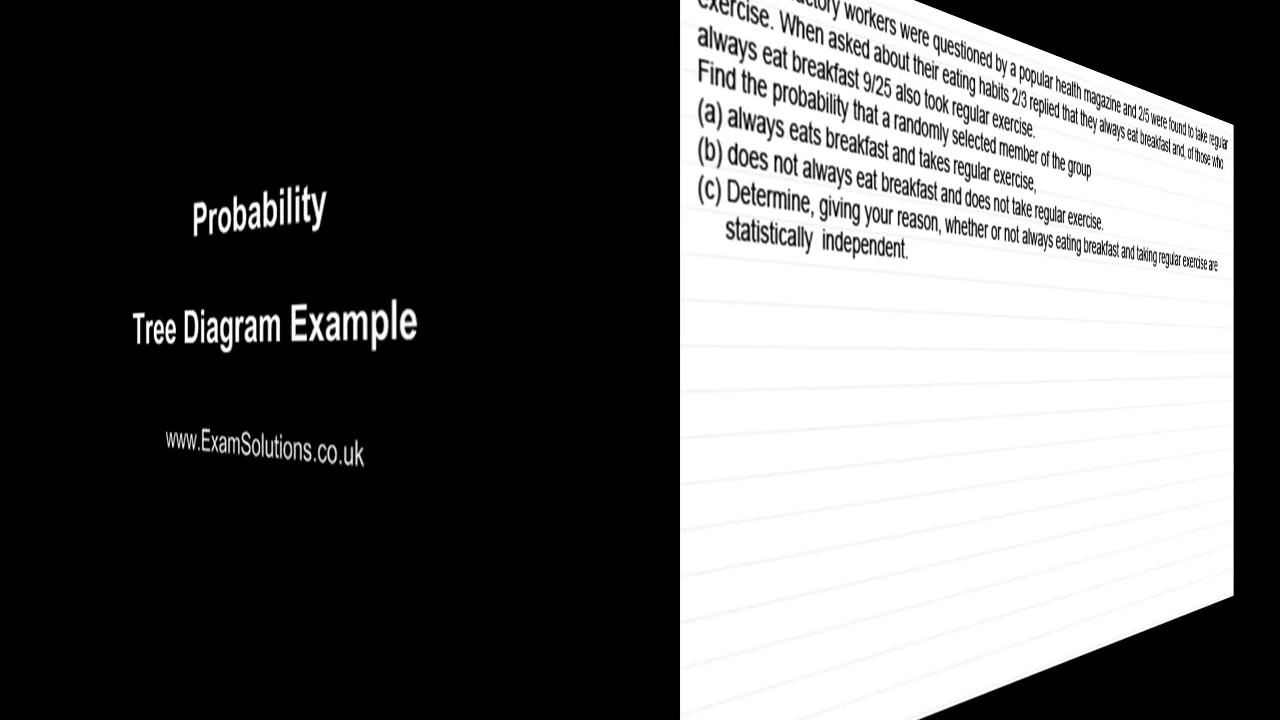 Probability
Tree Diagram Example
www.ExamSolutions.co.uk
workers were questioned by a popular health magazine and 2/5 were found to take regular
exercise. When asked about their eating habits 2/3 replied that they always eat breakfast and, of those who
always eat breakfast 9/25 also took regular exercise.
Find the probability that a randomly selected member of the group
(a) always eats breakfast and takes regular exercise,
(b) does not always eat breakfast and does not take regular exercise.
(c) Determine, giving your reason, whether or not always eating breakfast and taking regular exercise are
statistically independent.